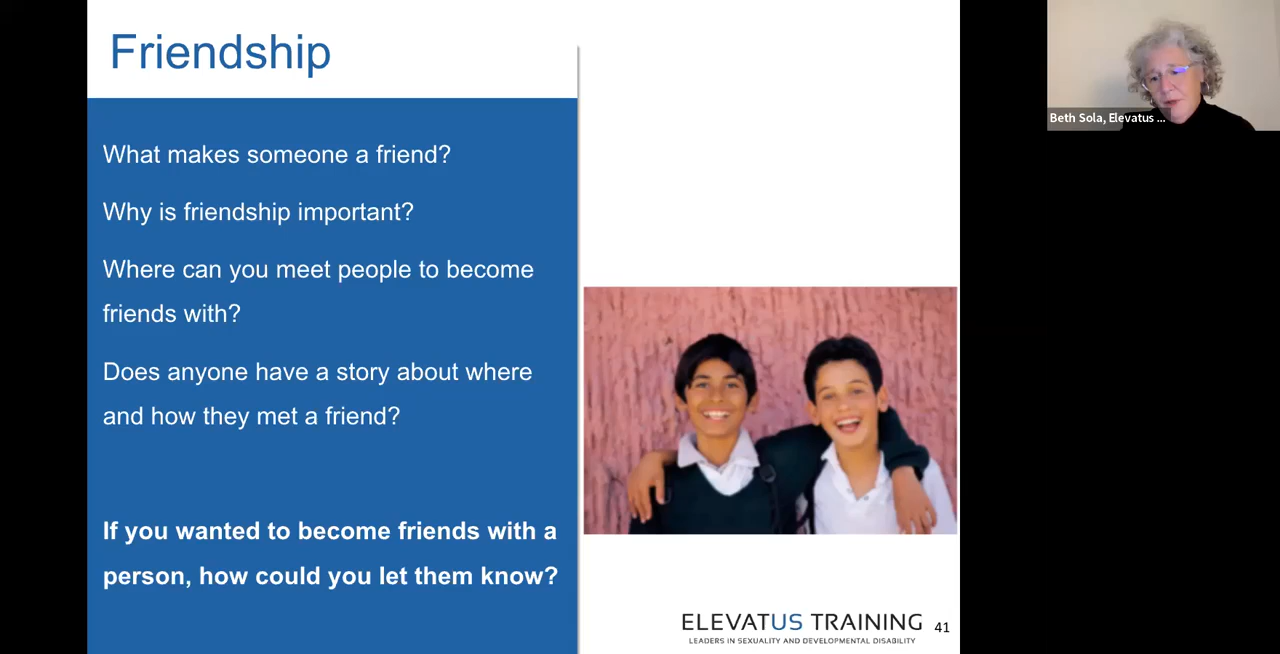 Friendship
What makes someone a friend?
Why is friendship important?
Where can you meet people to become
friends with?
Does anyone have a story about where
and how they met a friend?
If you wanted to become friends with a
person, how could you let them know?
ELEVATUS TRAINING
LEADERS IN SEXUALITY AND DEVELOPMENTAL DISABILITY
41
Beth Sola, Elevatus ...